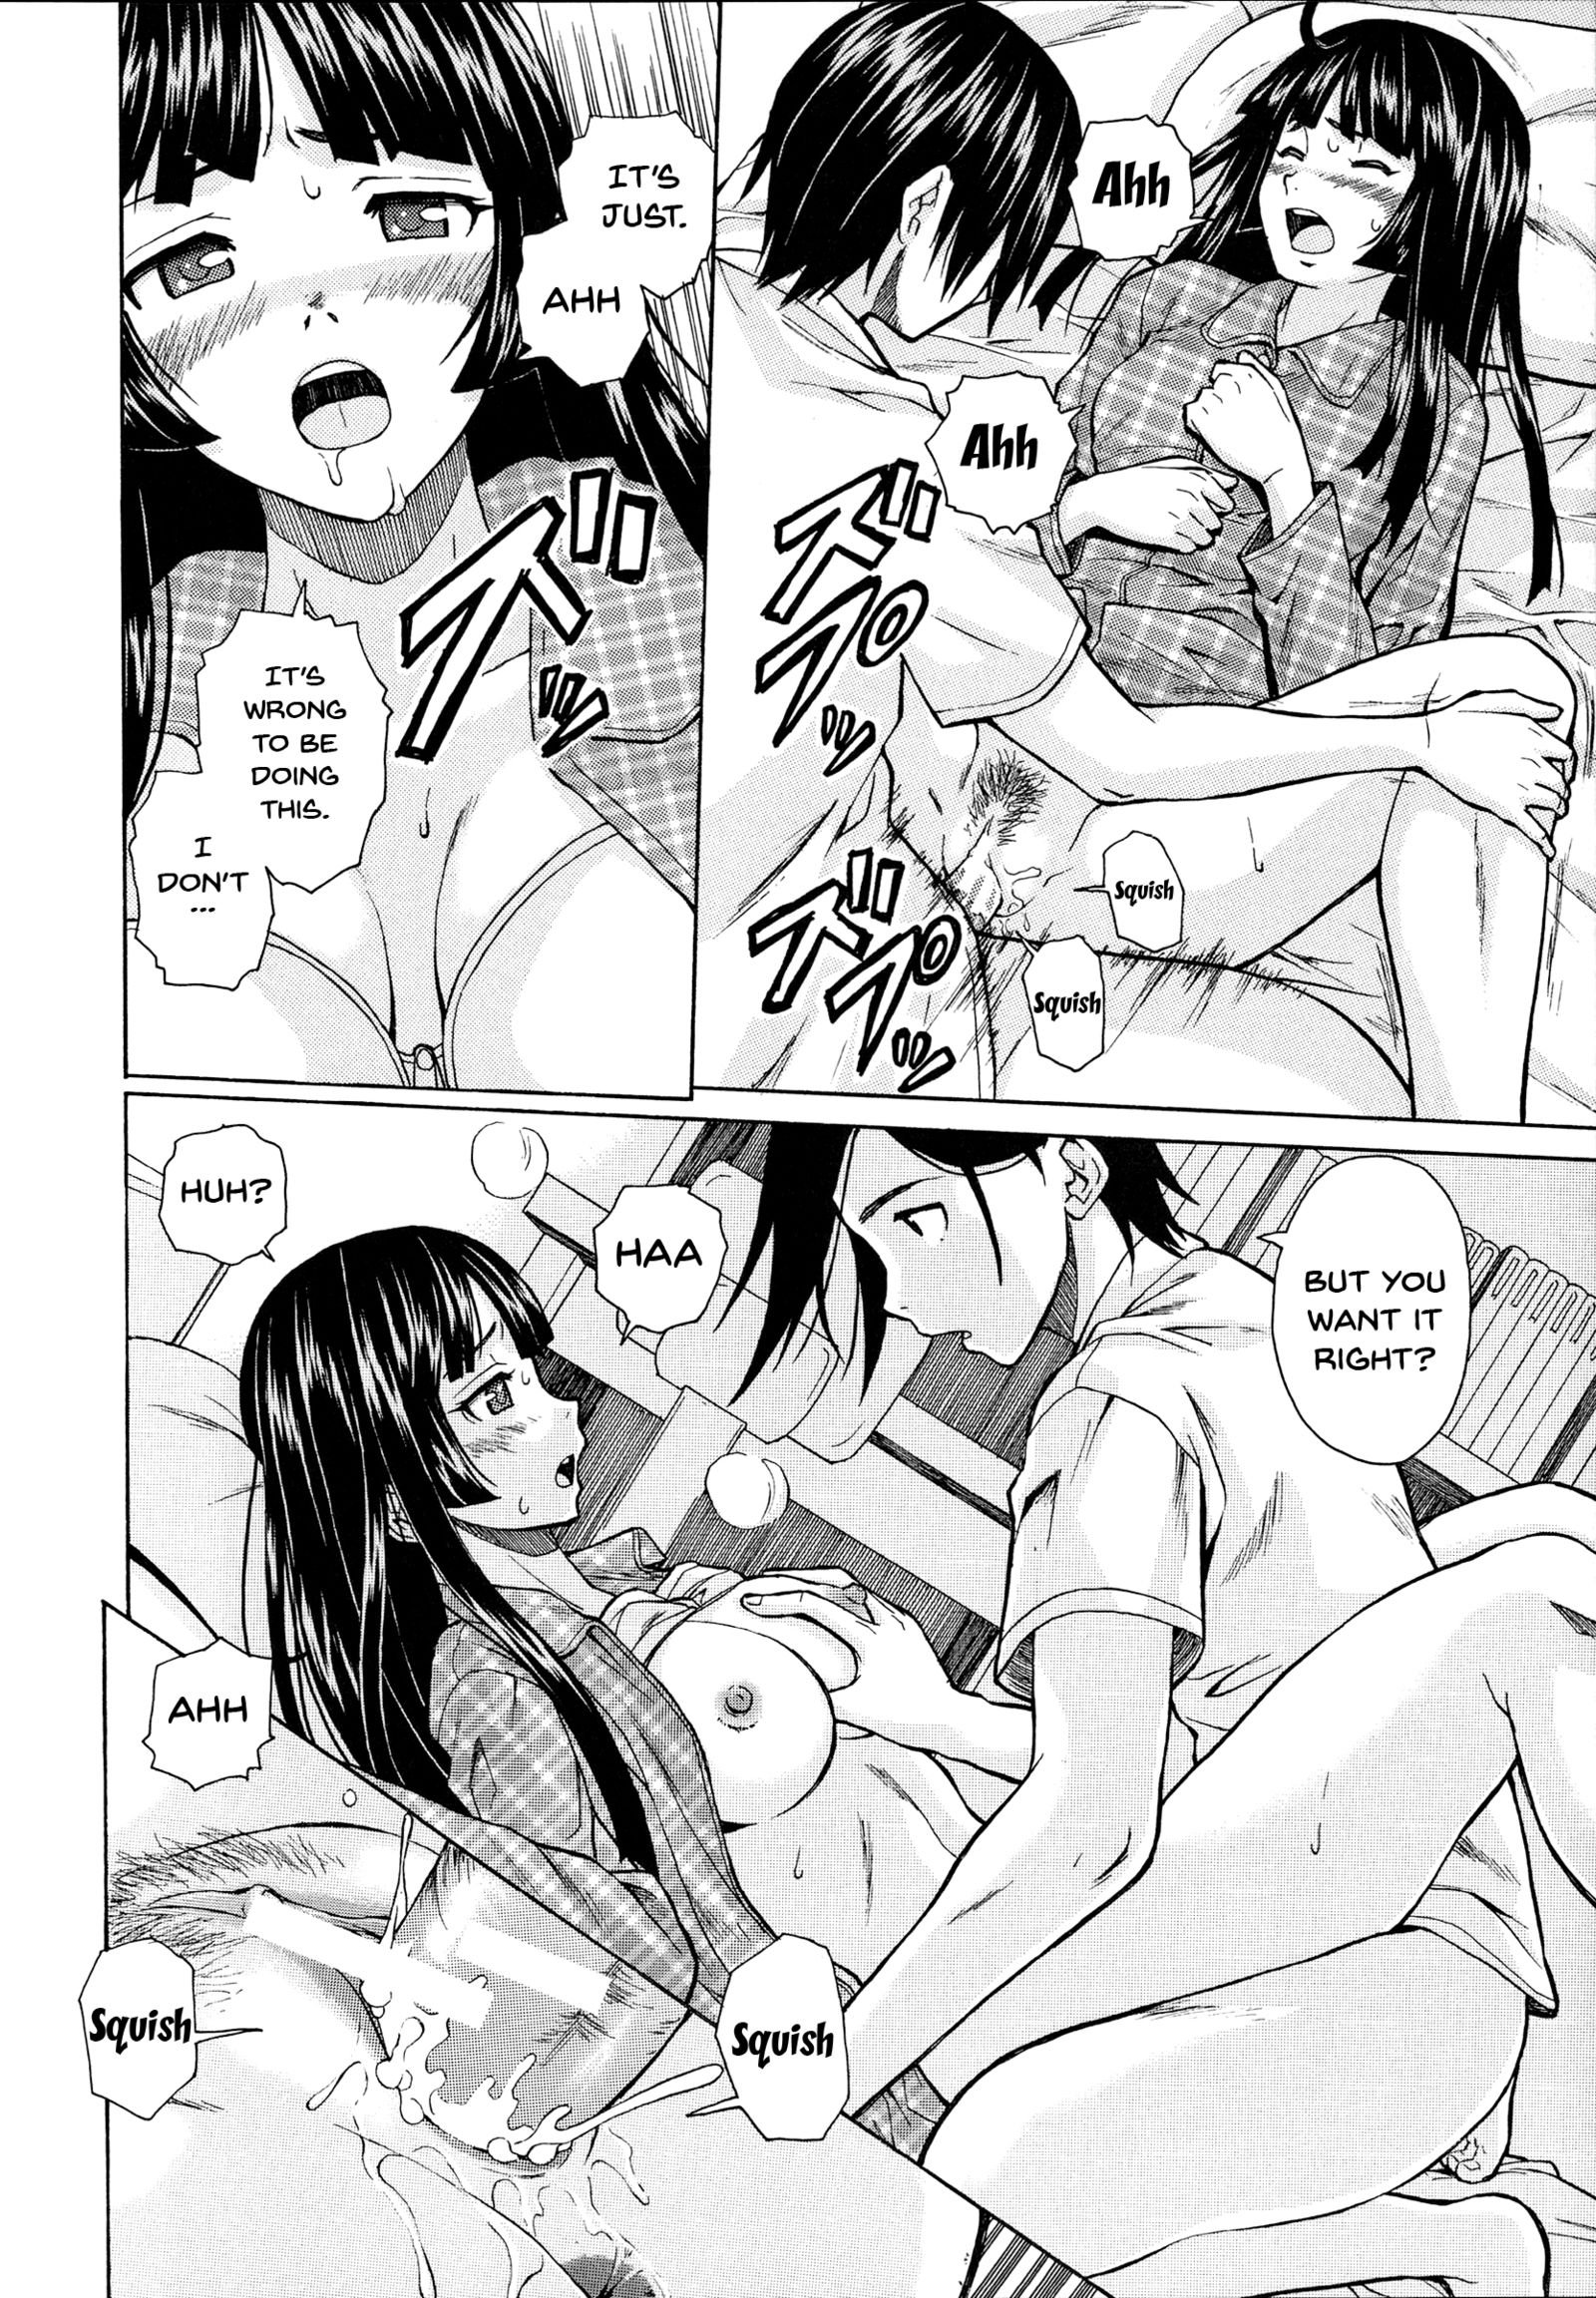 Ahh
Ahh
ズプッ
Squish
ズプッ
Squish
IT'S
JUST.
AHH
ズッ
IT'S
WRONG
TO BE
DOING
THIS.
I
DON'T
...
BUT YOU
WANT IT
RIGHT?
HAA
HUH?
AHH
Squish
Squish